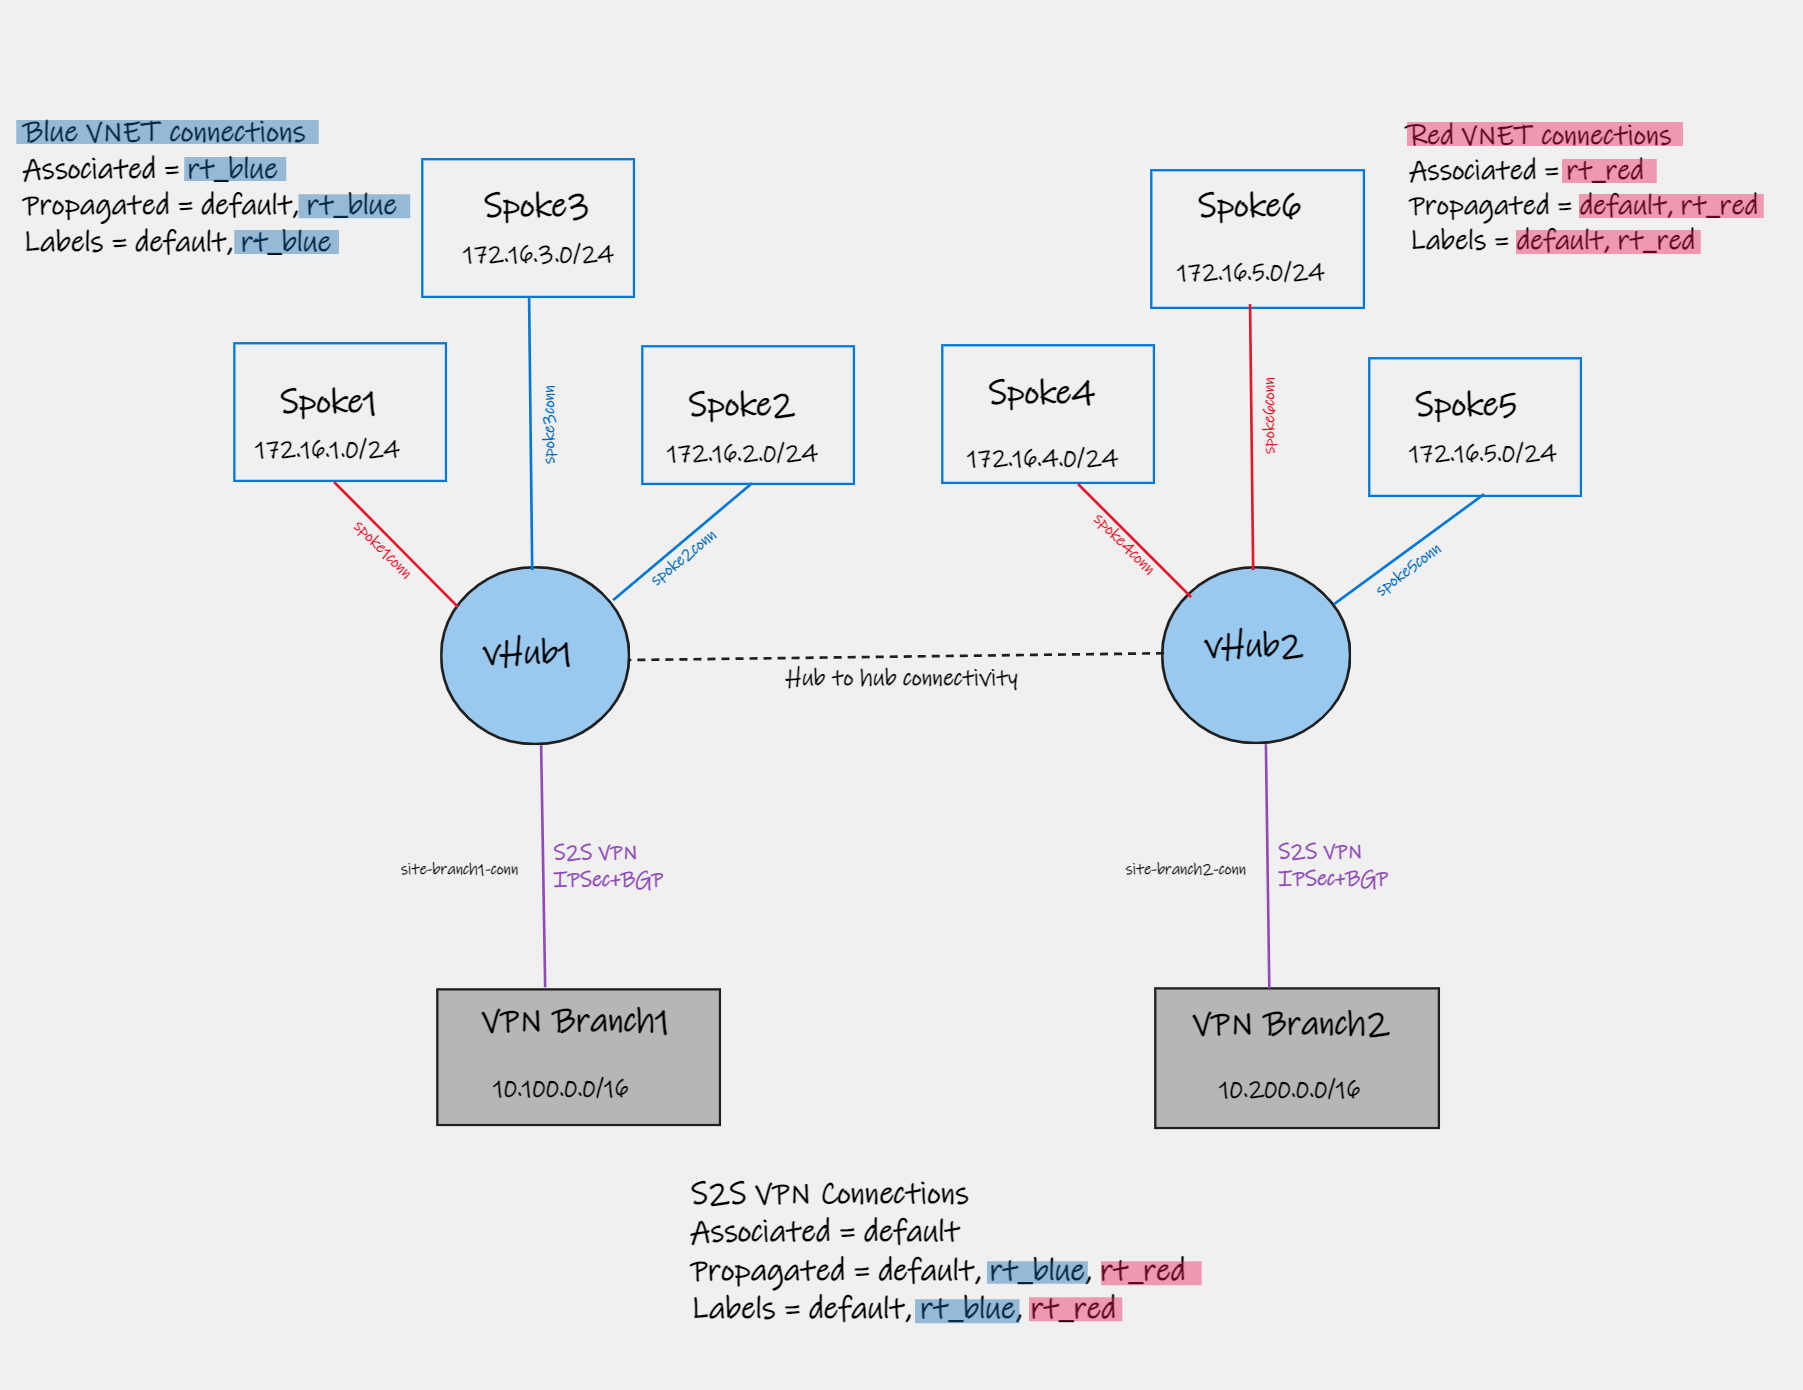 Blue VNET connections
Associated = rt_blue
Propagated = default, rt_blue
Labels = default, rt_blue
Red VNET connections
Associated = rt_red
Propagated = default, rt_red
Labels = default, rt_red
Spoke3
172.16.3.0/24
Spoke6
172.16.5.0/24
Spoke1
172.16.1.0/24
Spoke2
172.16.2.0/24
Spoke4
172.16.4.0/24
Spoke5
172.16.5.0/24
spoke1conn
spoke3conn
spoke2conn
spoke4conn
spoke6conn
spoke5conn
vHub1
vHub2
Hub to hub connectivity
site-branch1-conn
S2S VPN
IPSec+BGP
site-branch2-conn
S2S VPN
IPSec+BGP
VPN Branch1
10.100.0.0/16
VPN Branch2
10.200.0.0/16
S2S VPN Connections
Associated = default
Propagated = default, rt_blue, rt_red
Labels = default, rt_blue, rt_red